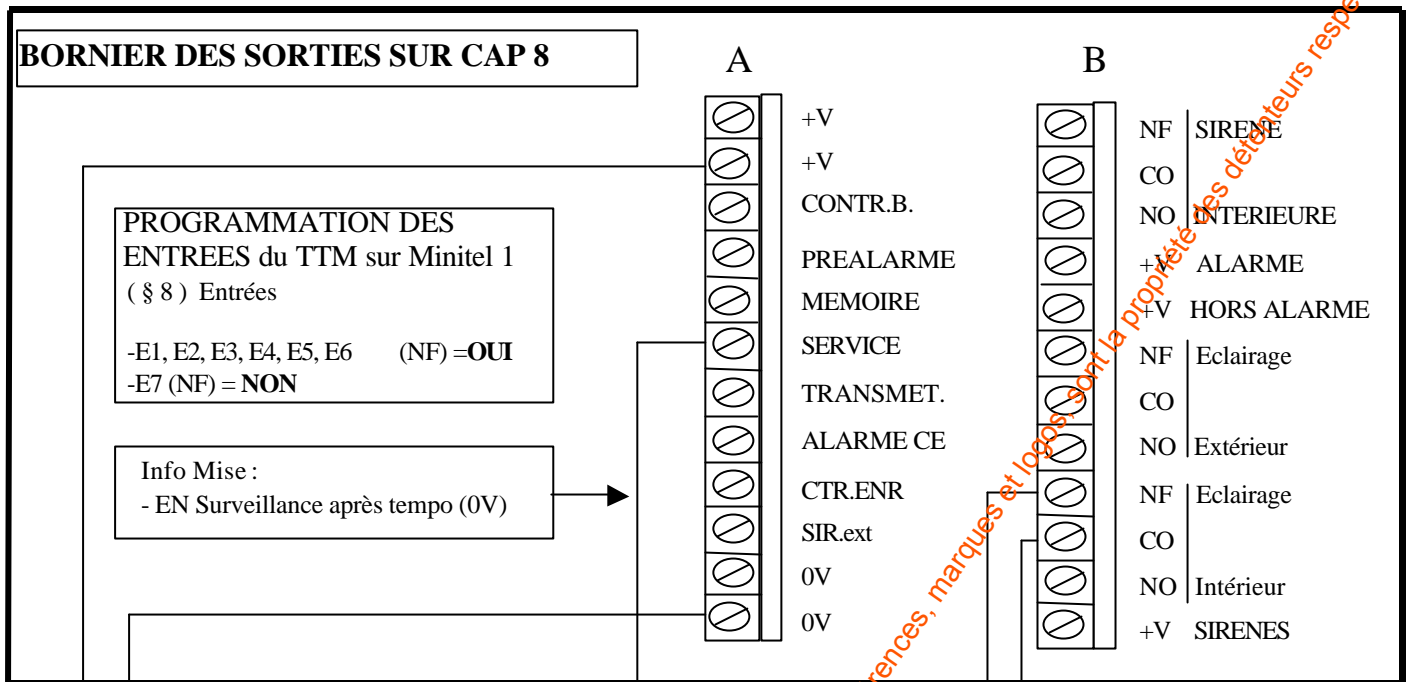 BORNIER DES SORTIES SUR CAP 8
PROGRAMMATION DES
ENTREES du TTM sur Minitel 1
( § 8 ) Entrées
-E1, E2, E3, E4, E5, E6 (NF) =OUI
-E7 (NF) = NON
Info Mise :
- EN Surveillance après tempo (0V)
A
+V
+V
CONTR.B.
PREALARME
MEMOIRE
SERVICE
TRANSMET.
ALARME CE
CTR.ENR
SIR.ext
0V
0V
B
NF SIRENE
CO
NO INTERIEURE
+V ALARME
+V HORS ALARME
NF Eclairage
CO
NO Extérieur
NF Eclairage
CO
NO Intérieur
+V SIRENES
marques et logos, sont la propriété des détenteurs